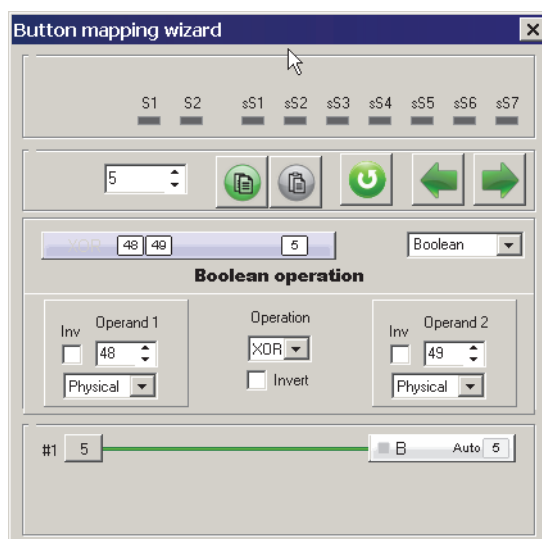 Button mapping wizard
S1 S2 sS1 sS2 sS3 sS4 sS5 sS6 sS7
5
XOR 48 49 5 Boolean
Boolean operation
Inv Operand 1 Operation Inv Operand 2
48 XOR 49
Physical Invert Physical
#1 5 B Auto 5